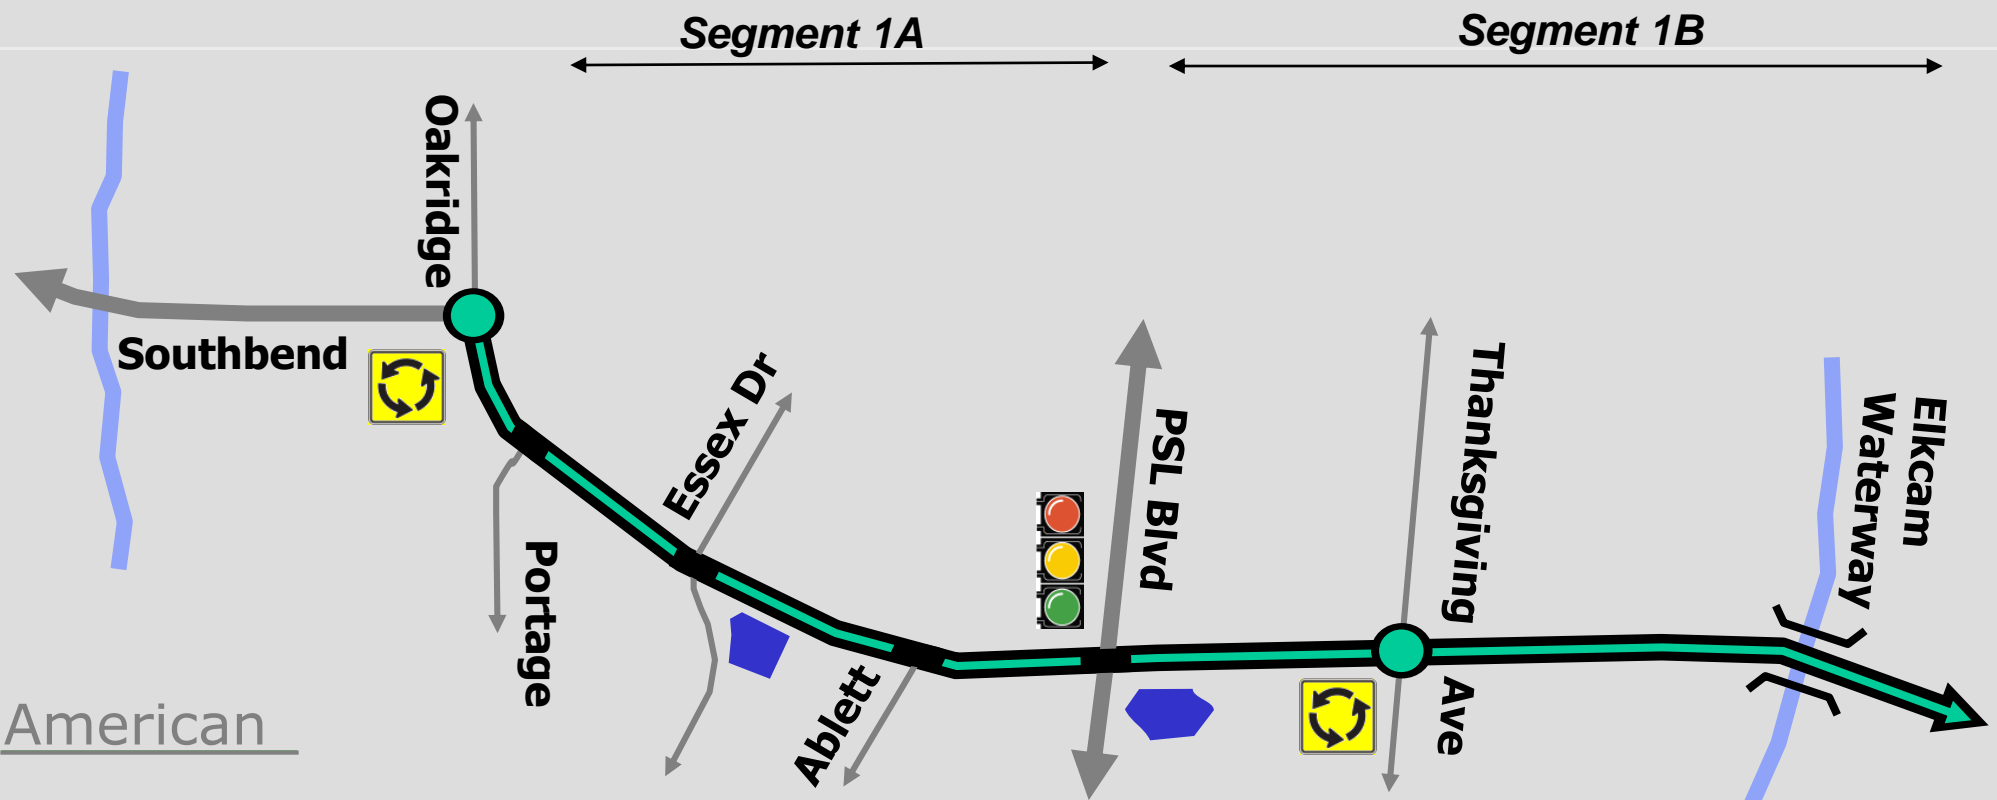 Segment 1A
Segment 1B
Oakridge
Southbend
Essex Dr
Portage
Ablett
PSL Blvd
Thanksgiving
Ave
Elkcam
Waterway
American